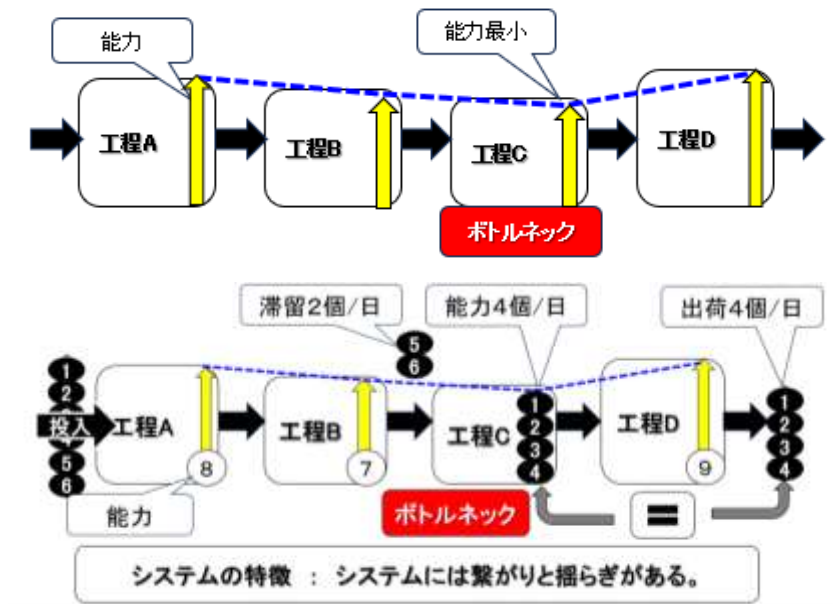 能力
能力最小
工程A
工程B
工程C
工程D
ボトルネック
滞留2個/日
能力4個/日
出荷4個/日
5
6
1
2
投入
5
6
工程A
8
工程B
7
工程C
1
2
3
4
工程D
9
1
2
3
4
能力
ボトルネック
=
システムの特徴 : システムには繋がりと揺らぎがある。